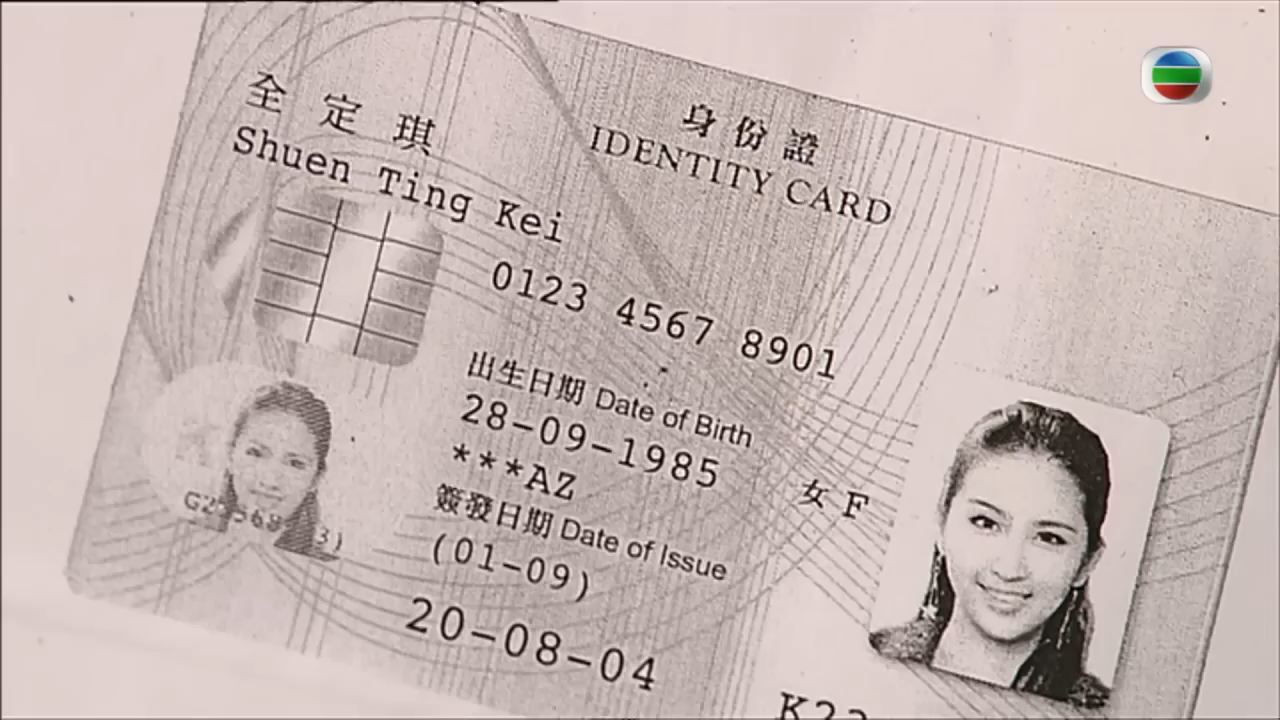 身份證
IDENTITY CARD
全定琪
Shuen Ting Kei
0123 4567 8901
出生日期 Date of Birth
28-09-1985
女 F
***AZ
簽發日期 Date of Issue
(01-09)
20-08-04